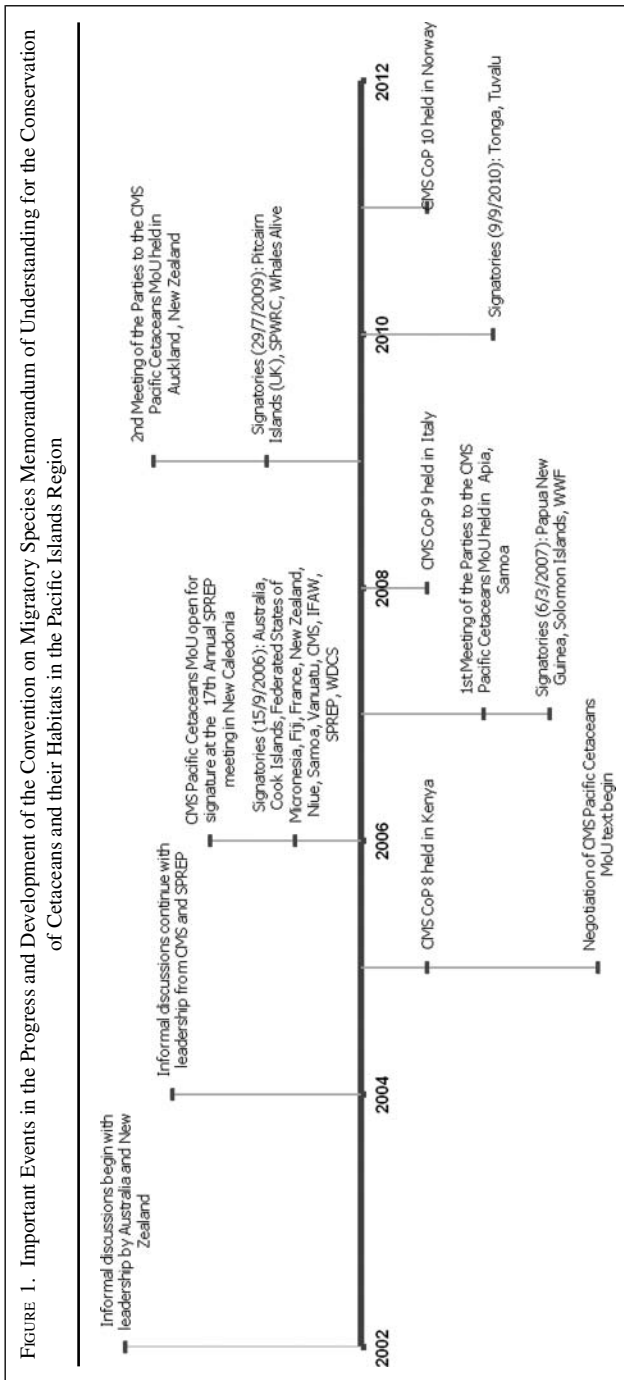 FIGURE 1. Important Events in the Progress and Development of the Convention on Migratory Species Memorandum of Understanding for the Conservation
of Cetaceans and their Habitats in the Pacific Islands Region
Informal discussions begin with
leadership by Australia and New
Zealand
Informal discussions continue with
leadership from CMS and SPREP
CMS Pacific Cetaceans MoU open for
signature at the 17th Annual SPREP
meeting in New Caledonia
Signatories (15/9/2006): Australia,
Cook Islands, Federated States of
Micronesia, Fiji, France, New Zealand,
Niue, Samoa, Vanuatu, CMS, IFAW,
SPREP, WDCS
2nd Meeting of the Parties to the CMS
Pacific Cetaceans MoU held in
Auckland , New Zealand
Signatories (29/7/2009): Pitcairn
Islands (UK), SPWRC, Whales Alive
2002
2004
2006
2008
2010
2012
CMS CoP 8 held in Kenya
Negotiation of CMS Pacific Cetaceans
MoU text begin
1st Meeting of the Parties to the CMS
Pacific Cetaceans MoU held in Apia,
Samoa
Signatories (6/3/2007): Papua New
Guinea, Solomon Islands, WWF
CMS CoP 9 held in Italy
Signatories (9/9/2010): Tonga, Tuvalu
CMS CoP 10 held in Norway